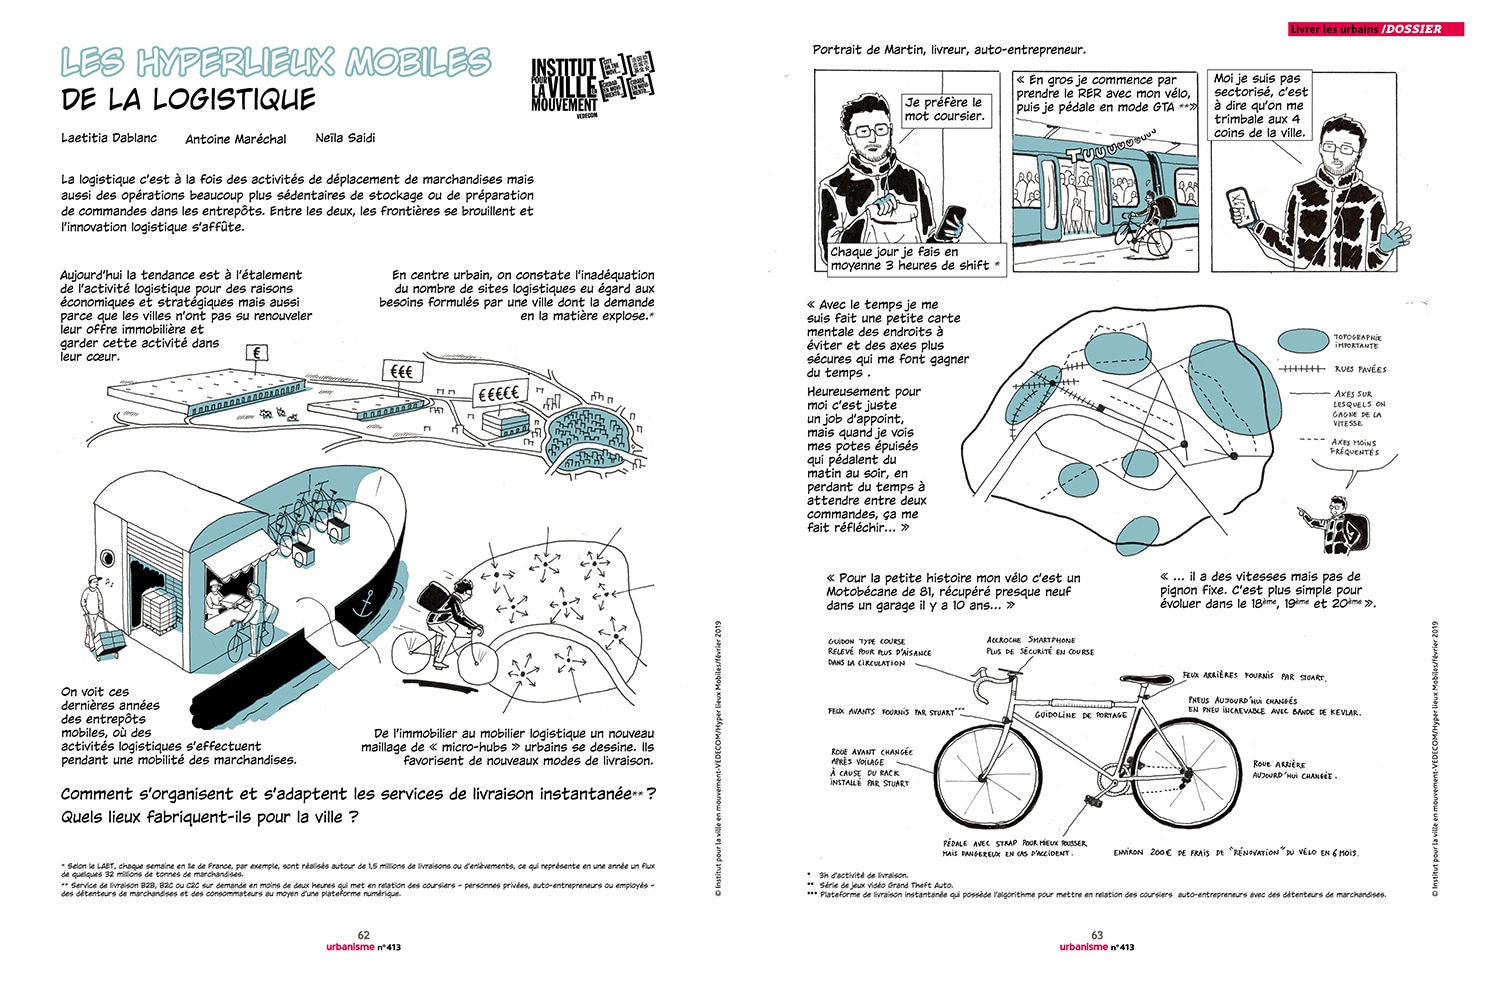 LES HYPERLIEUX MOBILES
DE LA LOGISTIQUE
INSTITUT
POUR LA VILLE EN
MOUVEMENT
VEDECOM
Laetitia Dablanc Antoine Maréchal Neïla Saidi
La logistique c'est à la fois des activités de déplacement de marchandises mais
aussi des opérations beaucoup plus sédentaires de stockage ou de préparation
de commandes dans les entrepôts. Entre les deux, les frontières se brouillent et
l'innovation logistique s'affûte.
Aujourd'hui la tendance est à l'étalement
de l'activité logistique pour des raisons
économiques et stratégiques mais aussi
parce que les villes n'ont pas su renouveler
leur offre immobilière et
garder cette activité dans
leur cœur.
En centre urbain, on constate l'inadéquation
du nombre de sites logistiques eu égard aux
besoins formulés par une ville dont la demande
en la matière explose.*
€
€€€
€€€€€
On voit ces
dernières années
des entrepôts
mobiles, où des
activités logistiques s'effectuent
pendant une mobilité des marchandises.
De l'immobilier au mobilier logistique un nouveau
maillage de « micro-hubs » urbains se dessine. Ils
favorisent de nouveaux modes de livraison.
Comment s'organisent et s'adaptent les services de livraison instantanée** ?
Quels lieux fabriquent-ils pour la ville ?
* Selon le LAET, chaque semaine en Ile de France, par exemple, sont réalisés autour de 1,5 millions de livraisons ou d'enlèvements, ce qui représente en une année un flux
de quelques 32 millions de tonnes de marchandises.
** Service de livraison B2B, B2C ou C2C sur demande en moins de deux heures qui met en relation des coursiers – personnes privées, auto-entrepreneurs ou employés –
des détenteurs de marchandises et des consommateurs au moyen d'une plateforme numérique.
© Institut pour la ville en mouvement-VEDECOM/Hyper lieux Mobiles/février 2019
62
urbanisme n°413
Livrer les urbains /DOSSIER
Portrait de Martin, livreur, auto-entrepreneur.
Je préfère le
mot coursier.
Chaque jour je fais en
moyenne 3 heures de shift *
« En gros je commence par
prendre le RER avec mon vélo,
puis je pédale en mode GTA **»
TUUUUUUUU
Moi je suis pas
sectorisé, c'est
à dire qu'on me
trimbale aux 4
coins de la ville.
« Avec le temps je me
suis fait une petite carte
mentale des endroits à
éviter et des axes plus
sécures qui me font gagner
du temps .
Heureusement pour
moi c'est juste
un job d'appoint,
mais quand je vois
mes potes épuisés
qui pédalent du
matin au soir, en
perdant du temps à
attendre entre deux
commandes, ça me
fait réfléchir... »
TOPOGRAPHIE
IMPORTANTE
RUES PAVÉES
AXES SUR
LESQUELS ON
GAGNE DE LA
VITESSE
AXES MOINS
FRÉQUENTÉS
« Pour la petite histoire mon vélo c'est un
Motobécane de 81, récupéré presque neuf
dans un garage il y a 10 ans... »
« ... il a des vitesses mais pas de
pignon fixe. C'est plus simple pour
évoluer dans le 18ème, 19ème et 20ème ».
GUIDON TYPE COURSE
RELEVÉ POUR PLUS D'AISANCE
DANS LA CIRCULATION
ACCROCHE SMARTPHONE
PLUS DE SÉCURITÉ EN COURSE
FEUX ARRIÈRES FOURNIS PAR STUART.
FEUX AVANTS FOURNIS PAR STUART***
GUIDOLINE DE PORTAGE
PNEUS AUJOURD'HUI CHANGÉS
EN PNEU INCREVABLE AVEC BANDE DE KEVLAR.
ROUE AVANT CHANGÉE
APRÈS VOILAGE
À CAUSE DU RACK
INSTALLÉ PAR STUART
ROUE ARRIÈRE
AUJOURD'HUI CHANGÉE.
PÉDALE AVEC STRAP POUR MIEUX POUSSER
MAIS DANGEREUX EN CAS D'ACCIDENT.
ENVIRON 200€ DE FRAIS DE "RÉNOVATION" DU VÉLO EN 6 MOIS.
* 3h d'activité de livraison.
** Série de jeux vidéo Grand Theft Auto.
*** Plateforme de livraison instantanée qui possède l'algorithme pour mettre en relation des coursiers auto-entrepreneurs avec des détenteurs de marchandises.
© Institut pour la ville en mouvement-VEDECOM/Hyper lieux Mobiles/février 2019
63
urbanisme n°413